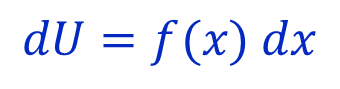 dU = f(x) dx